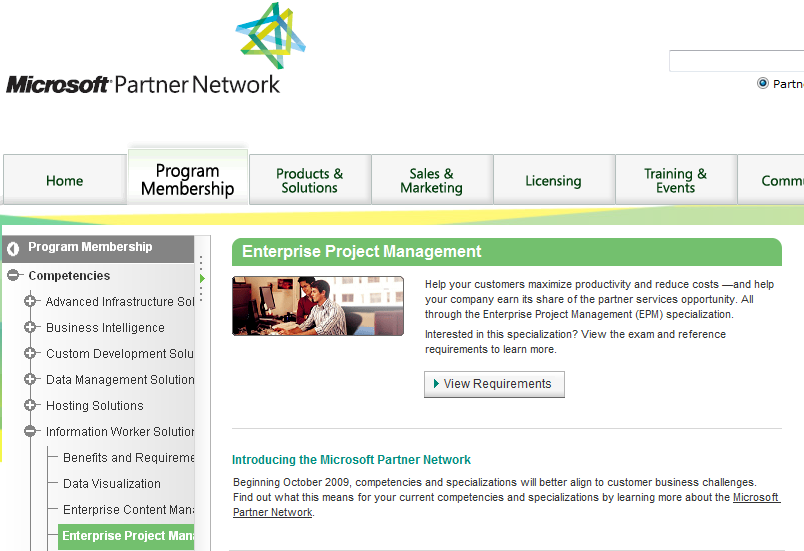 Microsoft Partner Network
Partn
Home
Program
Membership
Products &
Solutions
Sales &
Marketing
Licensing
Training &
Events
Commu
Program Membership
Competencies
Advanced Infrastructure Sol
Business Intelligence
Custom Development Solu
Data Management Solution
Hosting Solutions
Information Worker Solution
Benefits and Requireme
Data Visualization
Enterprise Content Mana
Enterprise Project Mana
Enterprise Project Management
Help your customers maximize productivity and reduce costs —and help
your company earn its share of the partner services opportunity. All
through the Enterprise Project Management (EPM) specialization.
Interested in this specialization? View the exam and reference
requirements to learn more.
View Requirements
Introducing the Microsoft Partner Network
Beginning October 2009, competencies and specializations will better align to customer business challenges.
Find out what this means for your current competencies and specializations by learning more about the Microsoft
Partner Network.